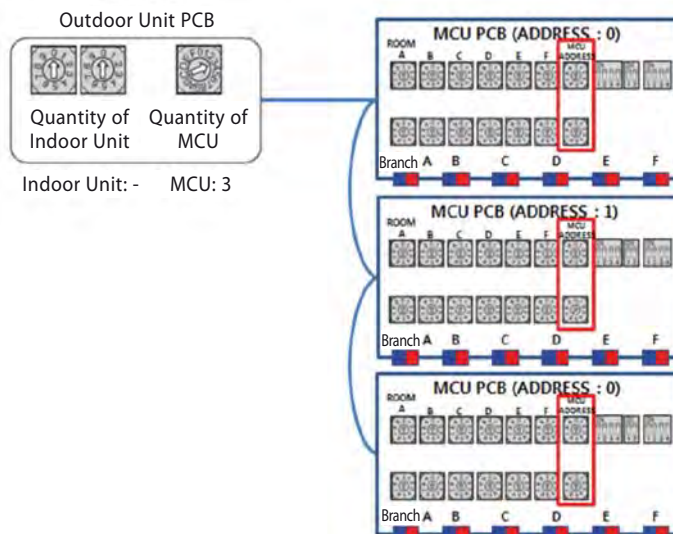 Outdoor Unit PCB
Quantity of Indoor Unit
Quantity of MCU
Indoor Unit: -
MCU: 3
MCU PCB (ADDRESS : 0)
ROOM
A B C D E F MCU ADDRESS
Branch A B C D E F
MCU PCB (ADDRESS : 1)
ROOM
A B C D E F MCU ADDRESS
Branch A B C D E F
MCU PCB (ADDRESS : 0)
ROOM
A B C D E F MCU ADDRESS
Branch A B C D E F